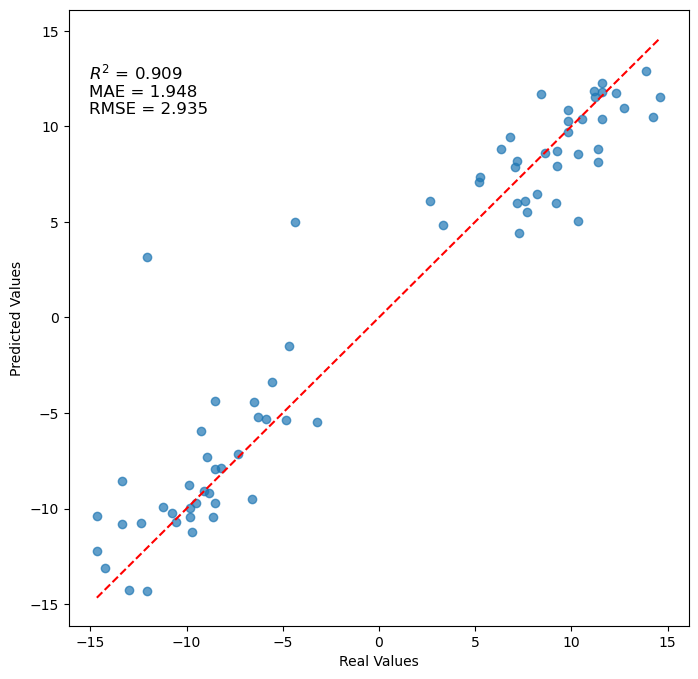 R² = 0.909
MAE = 1.948
RMSE = 2.935
15
10
5
0
−5
−10
−15
Predicted Values
−15 −10 −5 0 5 10 15
Real Values